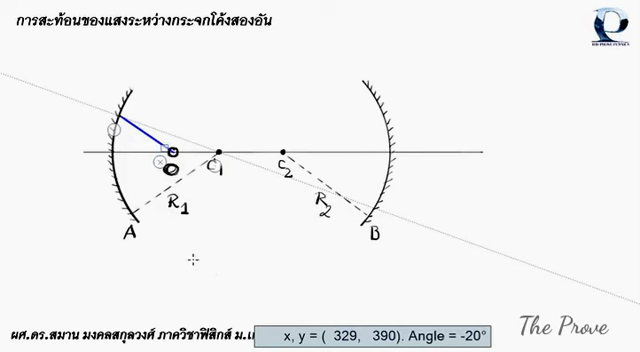 การสะท้อนของแสงระหว่างกระจกโค้งสองอัน
O C1 C2
O
R1 R2
A B
ผศ.ดร.สมาน มงคลสกุลวงศ์ ภาควิชาฟิสิกส์
x, y = ( 329, 390). Angle = -20°
The Prove